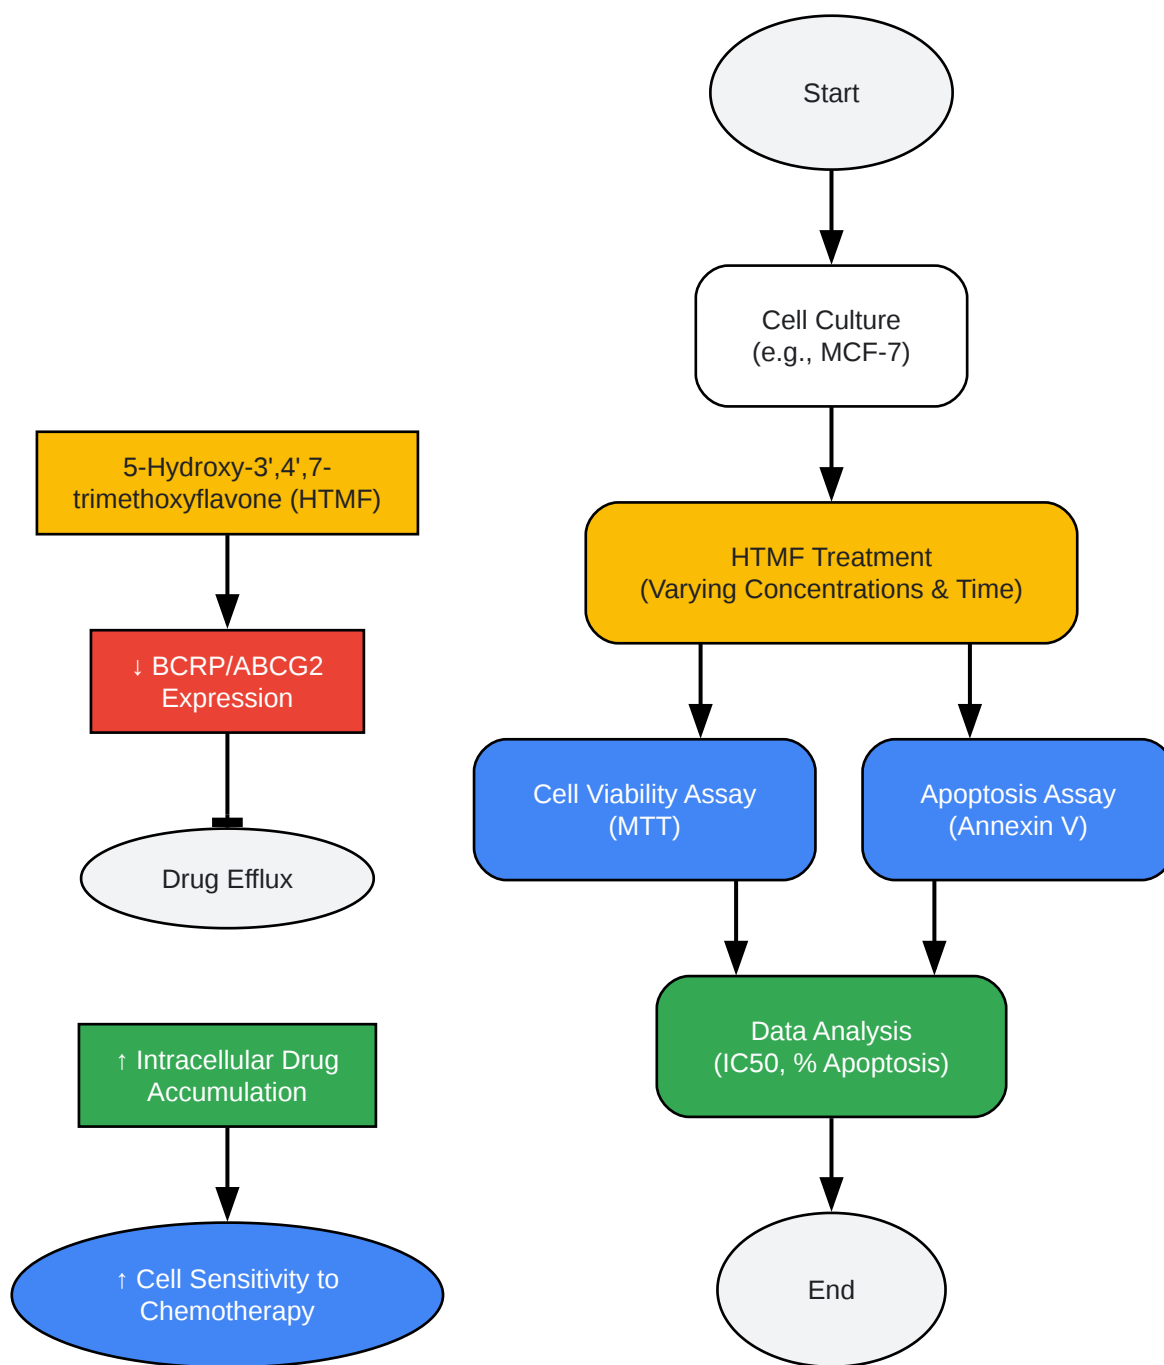 Start
Cell Culture
(e.g., MCF-7)
5-Hydroxy-3',4',7-
trimethoxyflavone (HTMF)
HTMF Treatment
(Varying Concentrations & Time)
↓ BCRP/ABCG2
Expression
Cell Viability Assay
(MTT)
Apoptosis Assay
(Annexin V)
Drug Efflux
Data Analysis
(IC50, % Apoptosis)
↑ Intracellular Drug
Accumulation
↑ Cell Sensitivity to
Chemotherapy
End